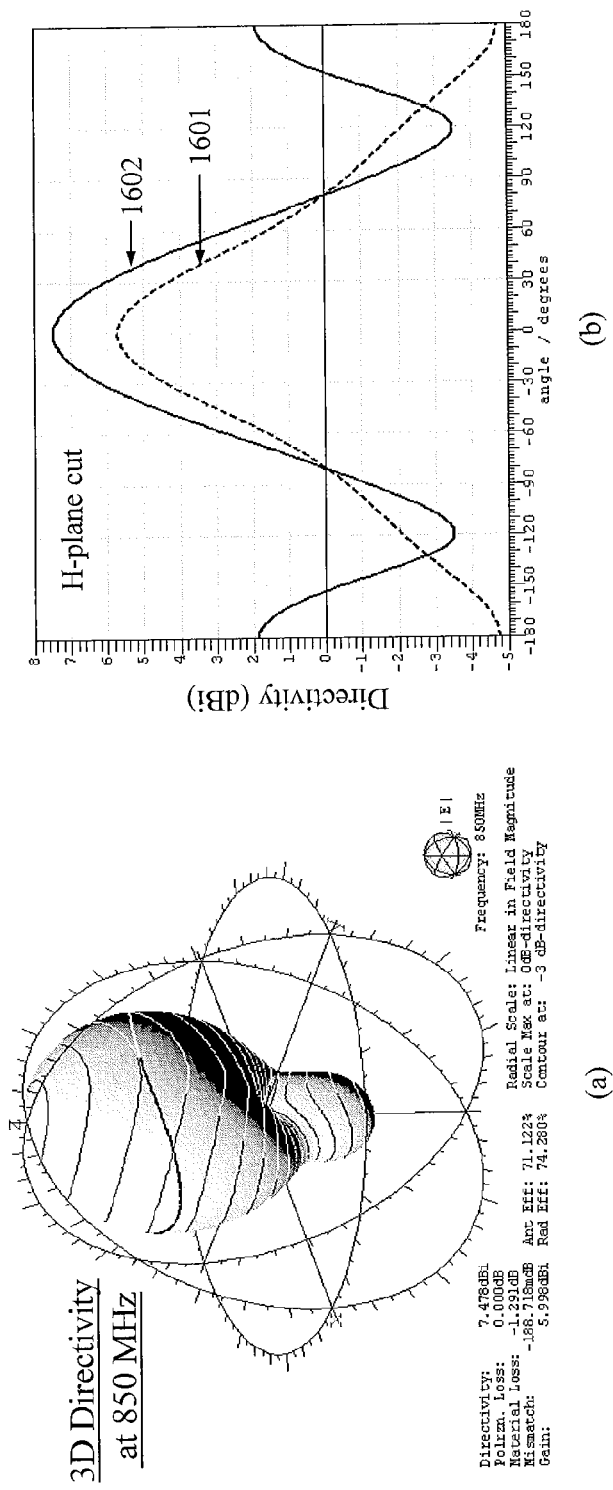 3D Directivity
at 850 MHz
Z
|E|
Frequency: 850MHz
Directivity: 7.478dBi
Polrzn. Loss: 0.000dB
Material Loss: -1.291dB
Mismatch: -188.718mdB Ant Eff: 71.122%
Gain: 5.998dBi Rad Eff: 74.280%
Radial Scale: Linear in Field Magnitude
Scale Max at: 0dB-directivity
Contour at: -3 dB-directivity
(a)
H-plane cut
1602
1601
Directivity (dBi)
8
7
6
5
4
3
2
1
0
-1
-2
-3
-4
-5
-180 -150 -120 -90 -60 -30 0 30 60 90 120 150 180
angle / degrees
(b)